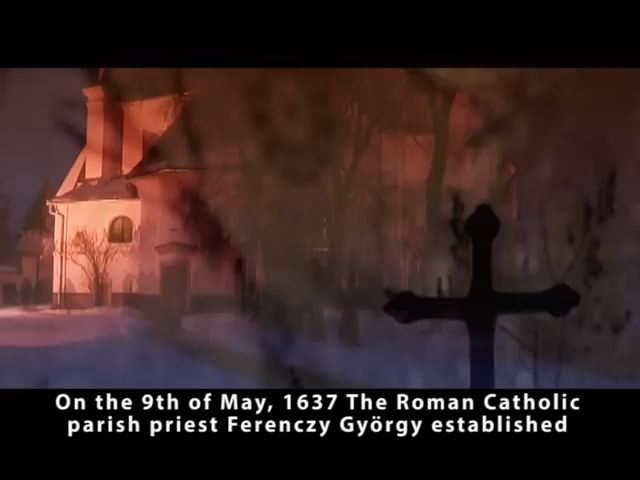 On the 9th of May, 1637 The Roman Catholic
parish priest Ferenczy György established